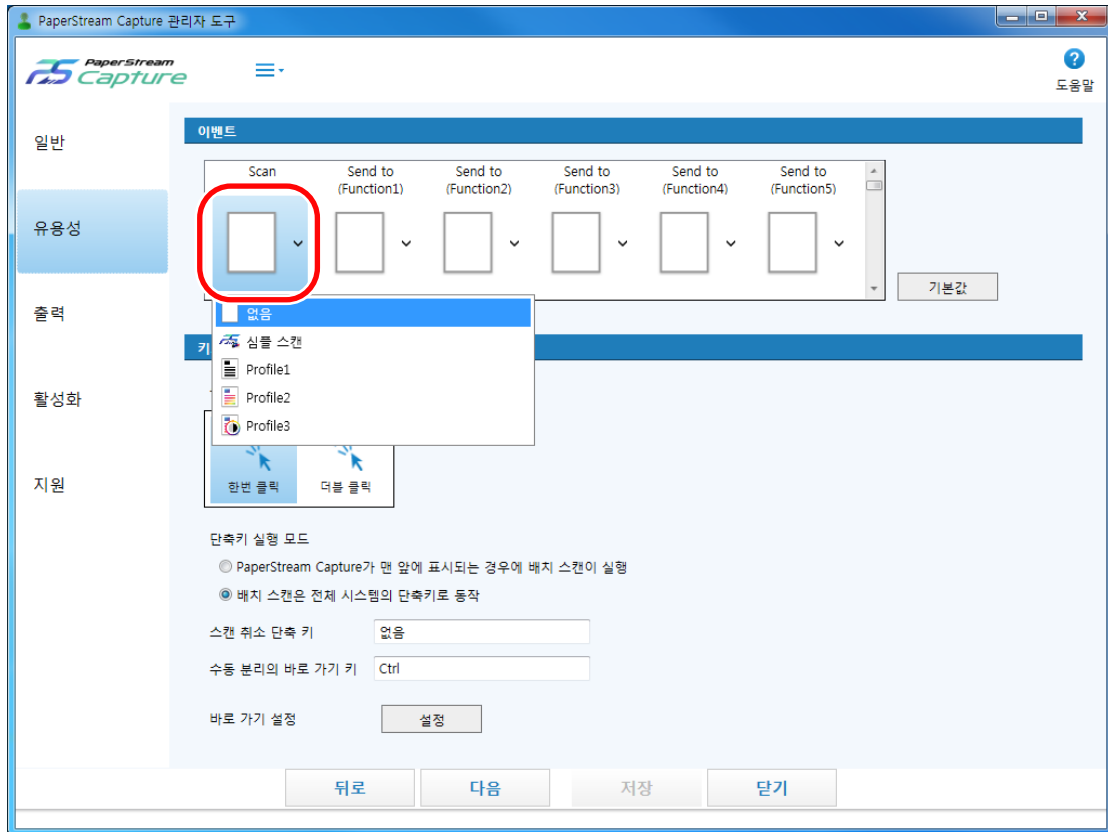 PaperStream Capture 관리자 도구
PaperStream
Capture
도움말
일반
유용성
출력
활성화
지원
이벤트
Scan
Send to
(Function1)
Send to
(Function2)
Send to
(Function3)
Send to
(Function4)
Send to
(Function5)
기본값
없음
심플 스캔
Profile1
Profile2
Profile3
키
한번 클릭
더블 클릭
단축키 실행 모드
PaperStream Capture가 맨 앞에 표시되는 경우에 배치 스캔이 실행
배치 스캔은 전체 시스템의 단축키로 동작
스캔 취소 단축 키 없음
수동 분리의 바로 가기 키 Ctrl
바로 가기 설정 설정
뒤로 다음 저장 닫기